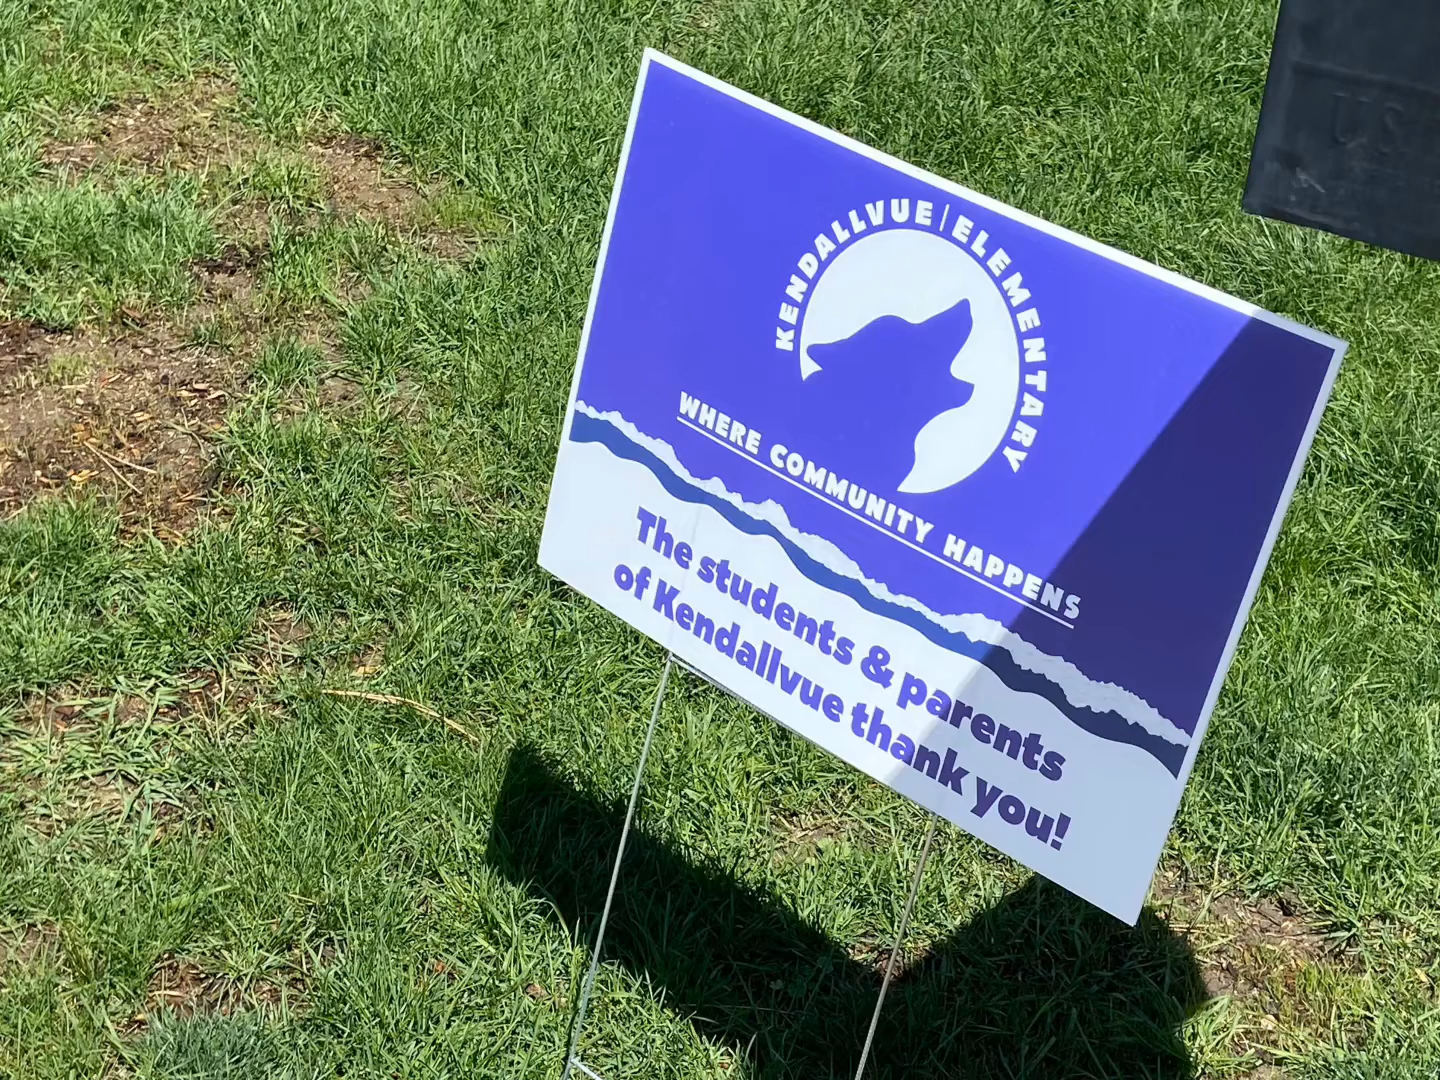 KENDALLVUE | ELEMENTARY
WHERE COMMUNITY HAPPENS
The students & parents
of Kendallvue thank you!